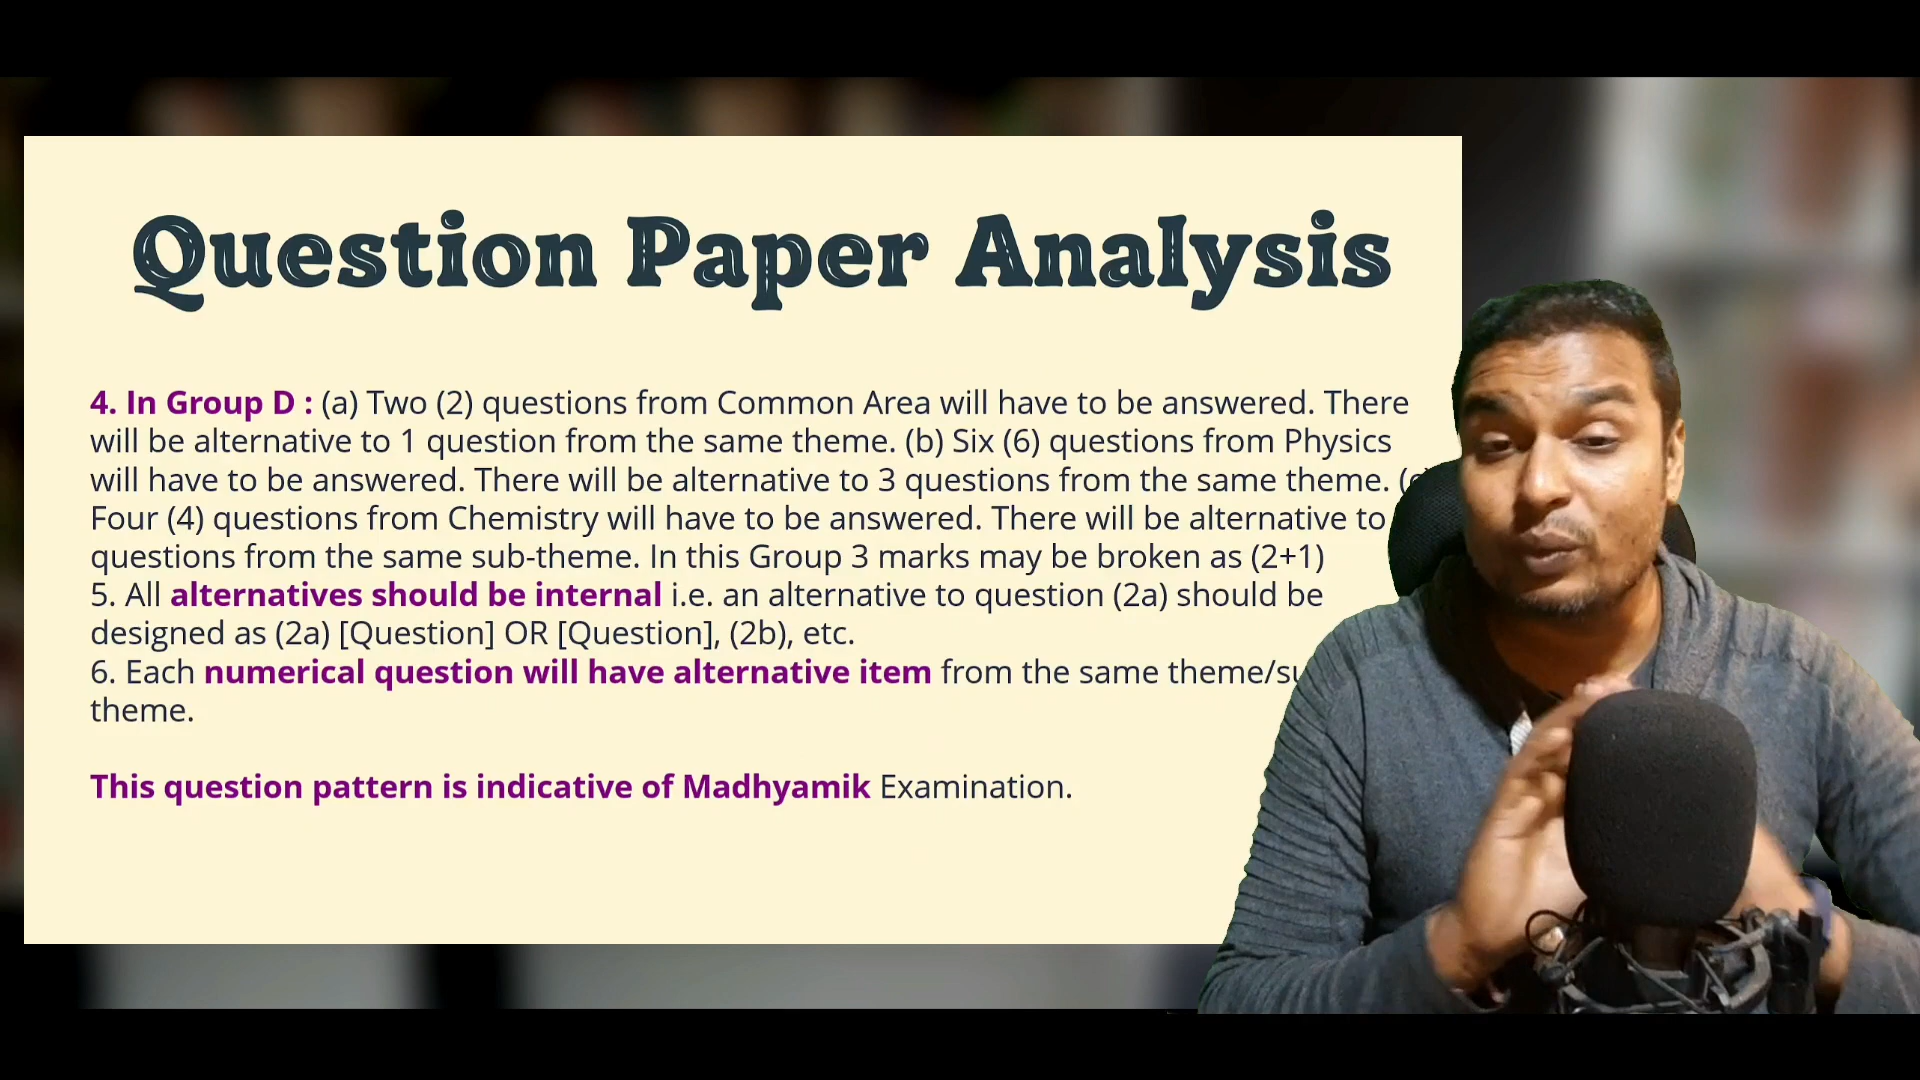 Question Paper Analysis
4. In Group D : (a) Two (2) questions from Common Area will have to be answered. There
will be alternative to 1 question from the same theme. (b) Six (6) questions from Physics
will have to be answered. There will be alternative to 3 questions from the same theme.
Four (4) questions from Chemistry will have to be answered. There will be alternative to
questions from the same sub-theme. In this Group 3 marks may be broken as (2+1)
5. All alternatives should be internal i.e. an alternative to question (2a) should be
designed as (2a) [Question] OR [Question], (2b), etc.
6. Each numerical question will have alternative item from the same
theme.
This question pattern is indicative of Madhyamik Examination.